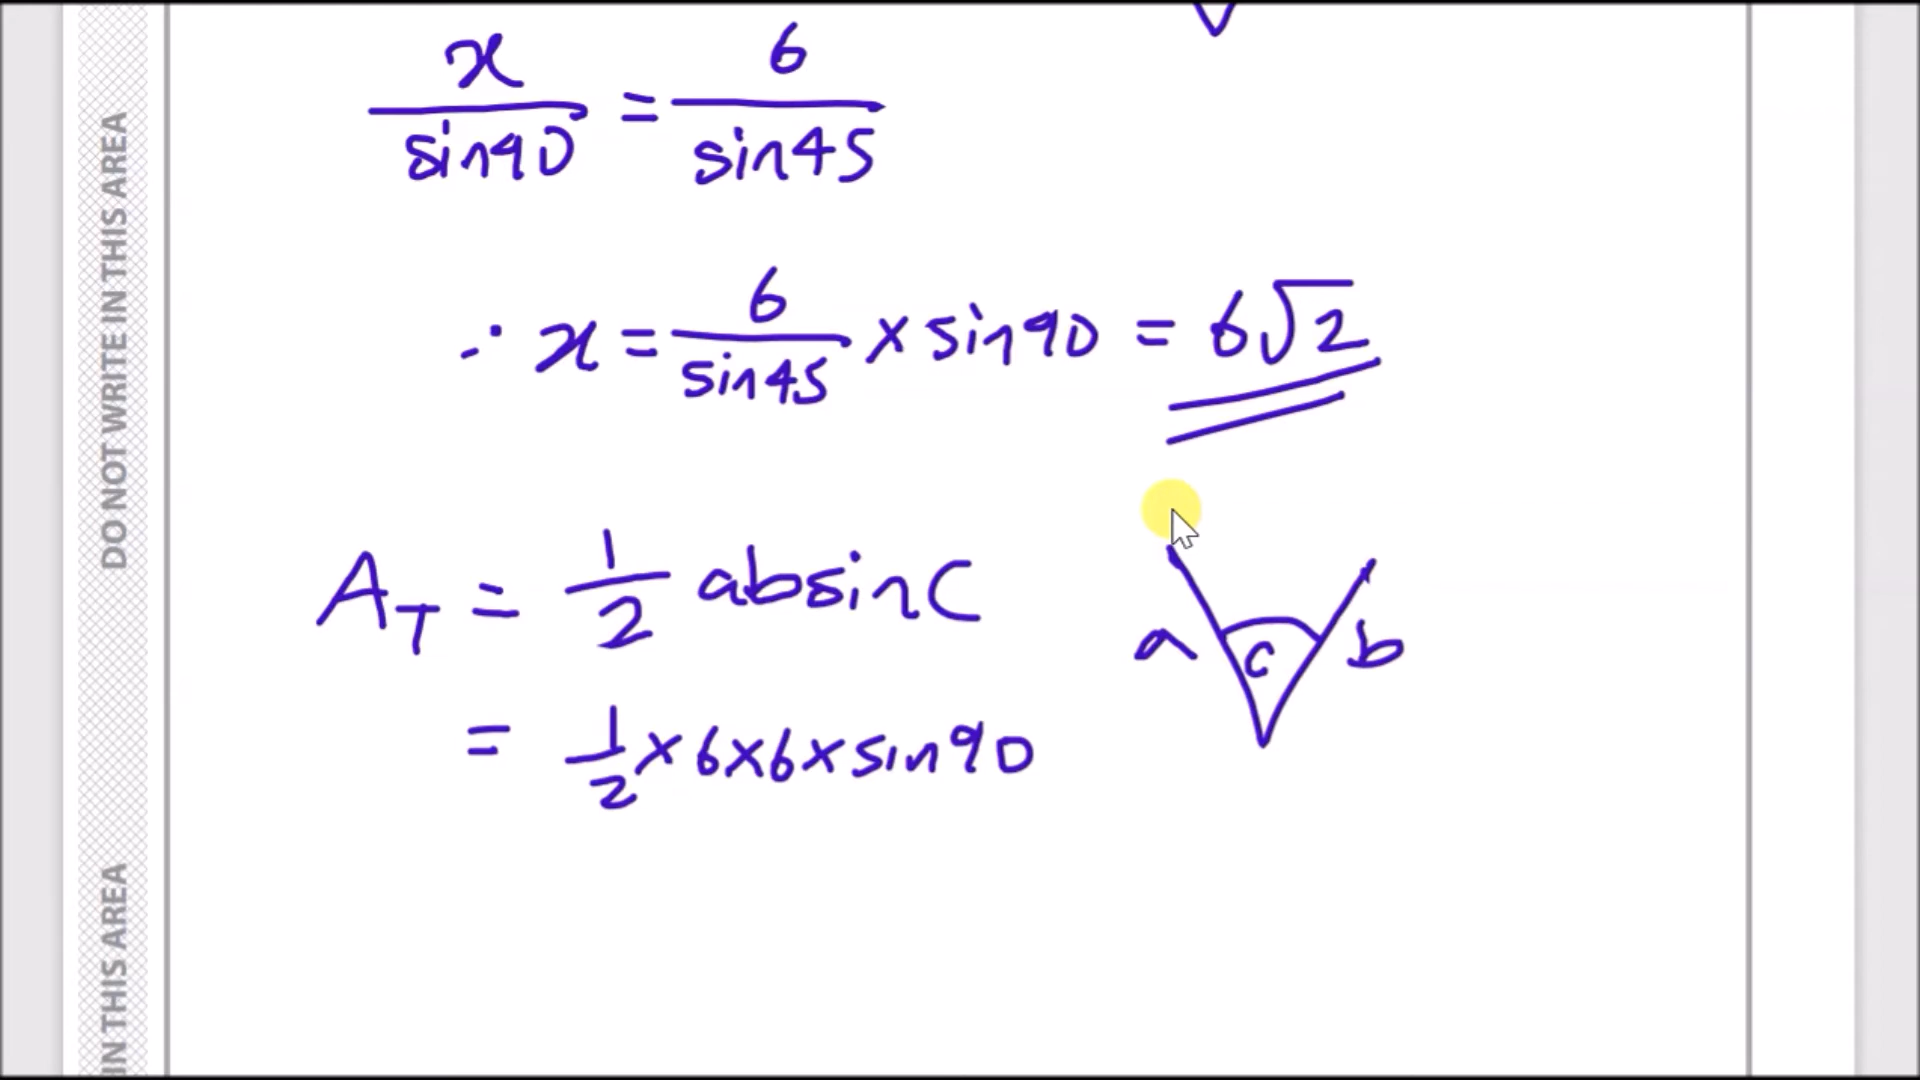 x/sin90 = 6/sin45
∴ x = 6/sin45 × sin90 = 6√2
A_T = 1/2 absinC
a c b
= 1/2 × 6 × 6 × sin90
DO NOT WRITE IN THIS AREA
IN THIS AREA